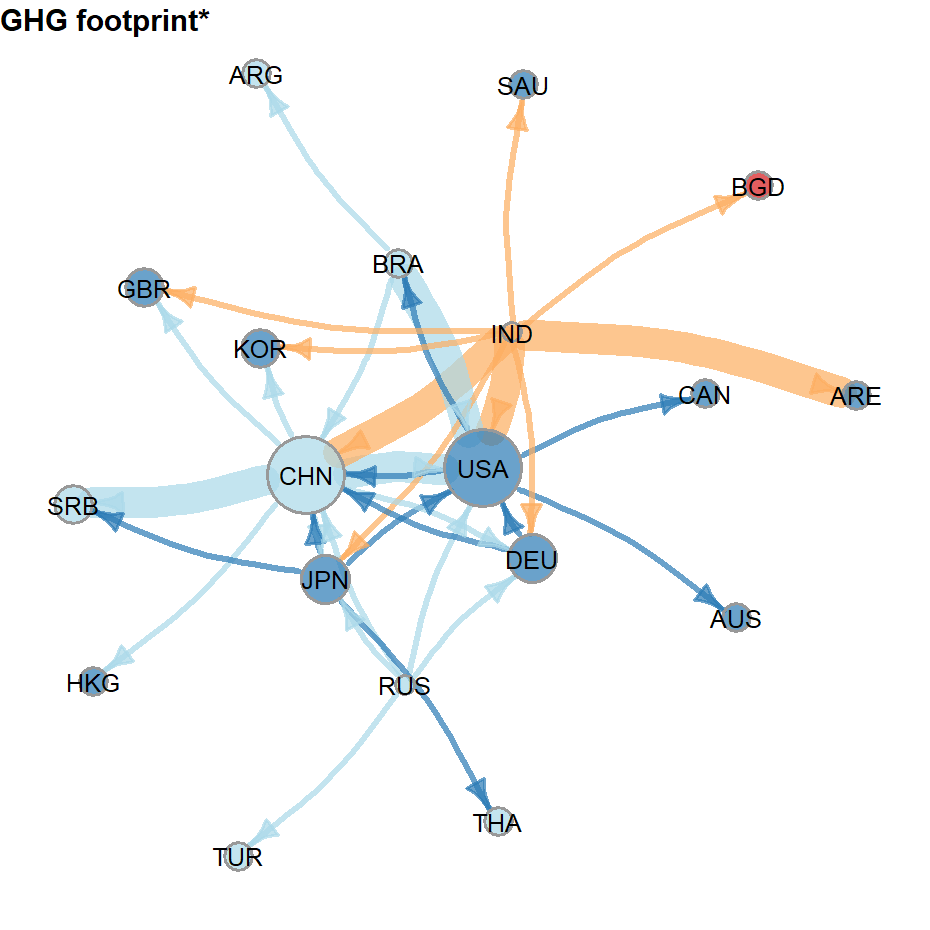 GHG footprint*
ARG
SAU
BGD
BRA
GBR
IND
KOR
CAN
ARE
CHN
USA
SRB
DEU
JPN
AUS
HKG
RUS
THA
TUR